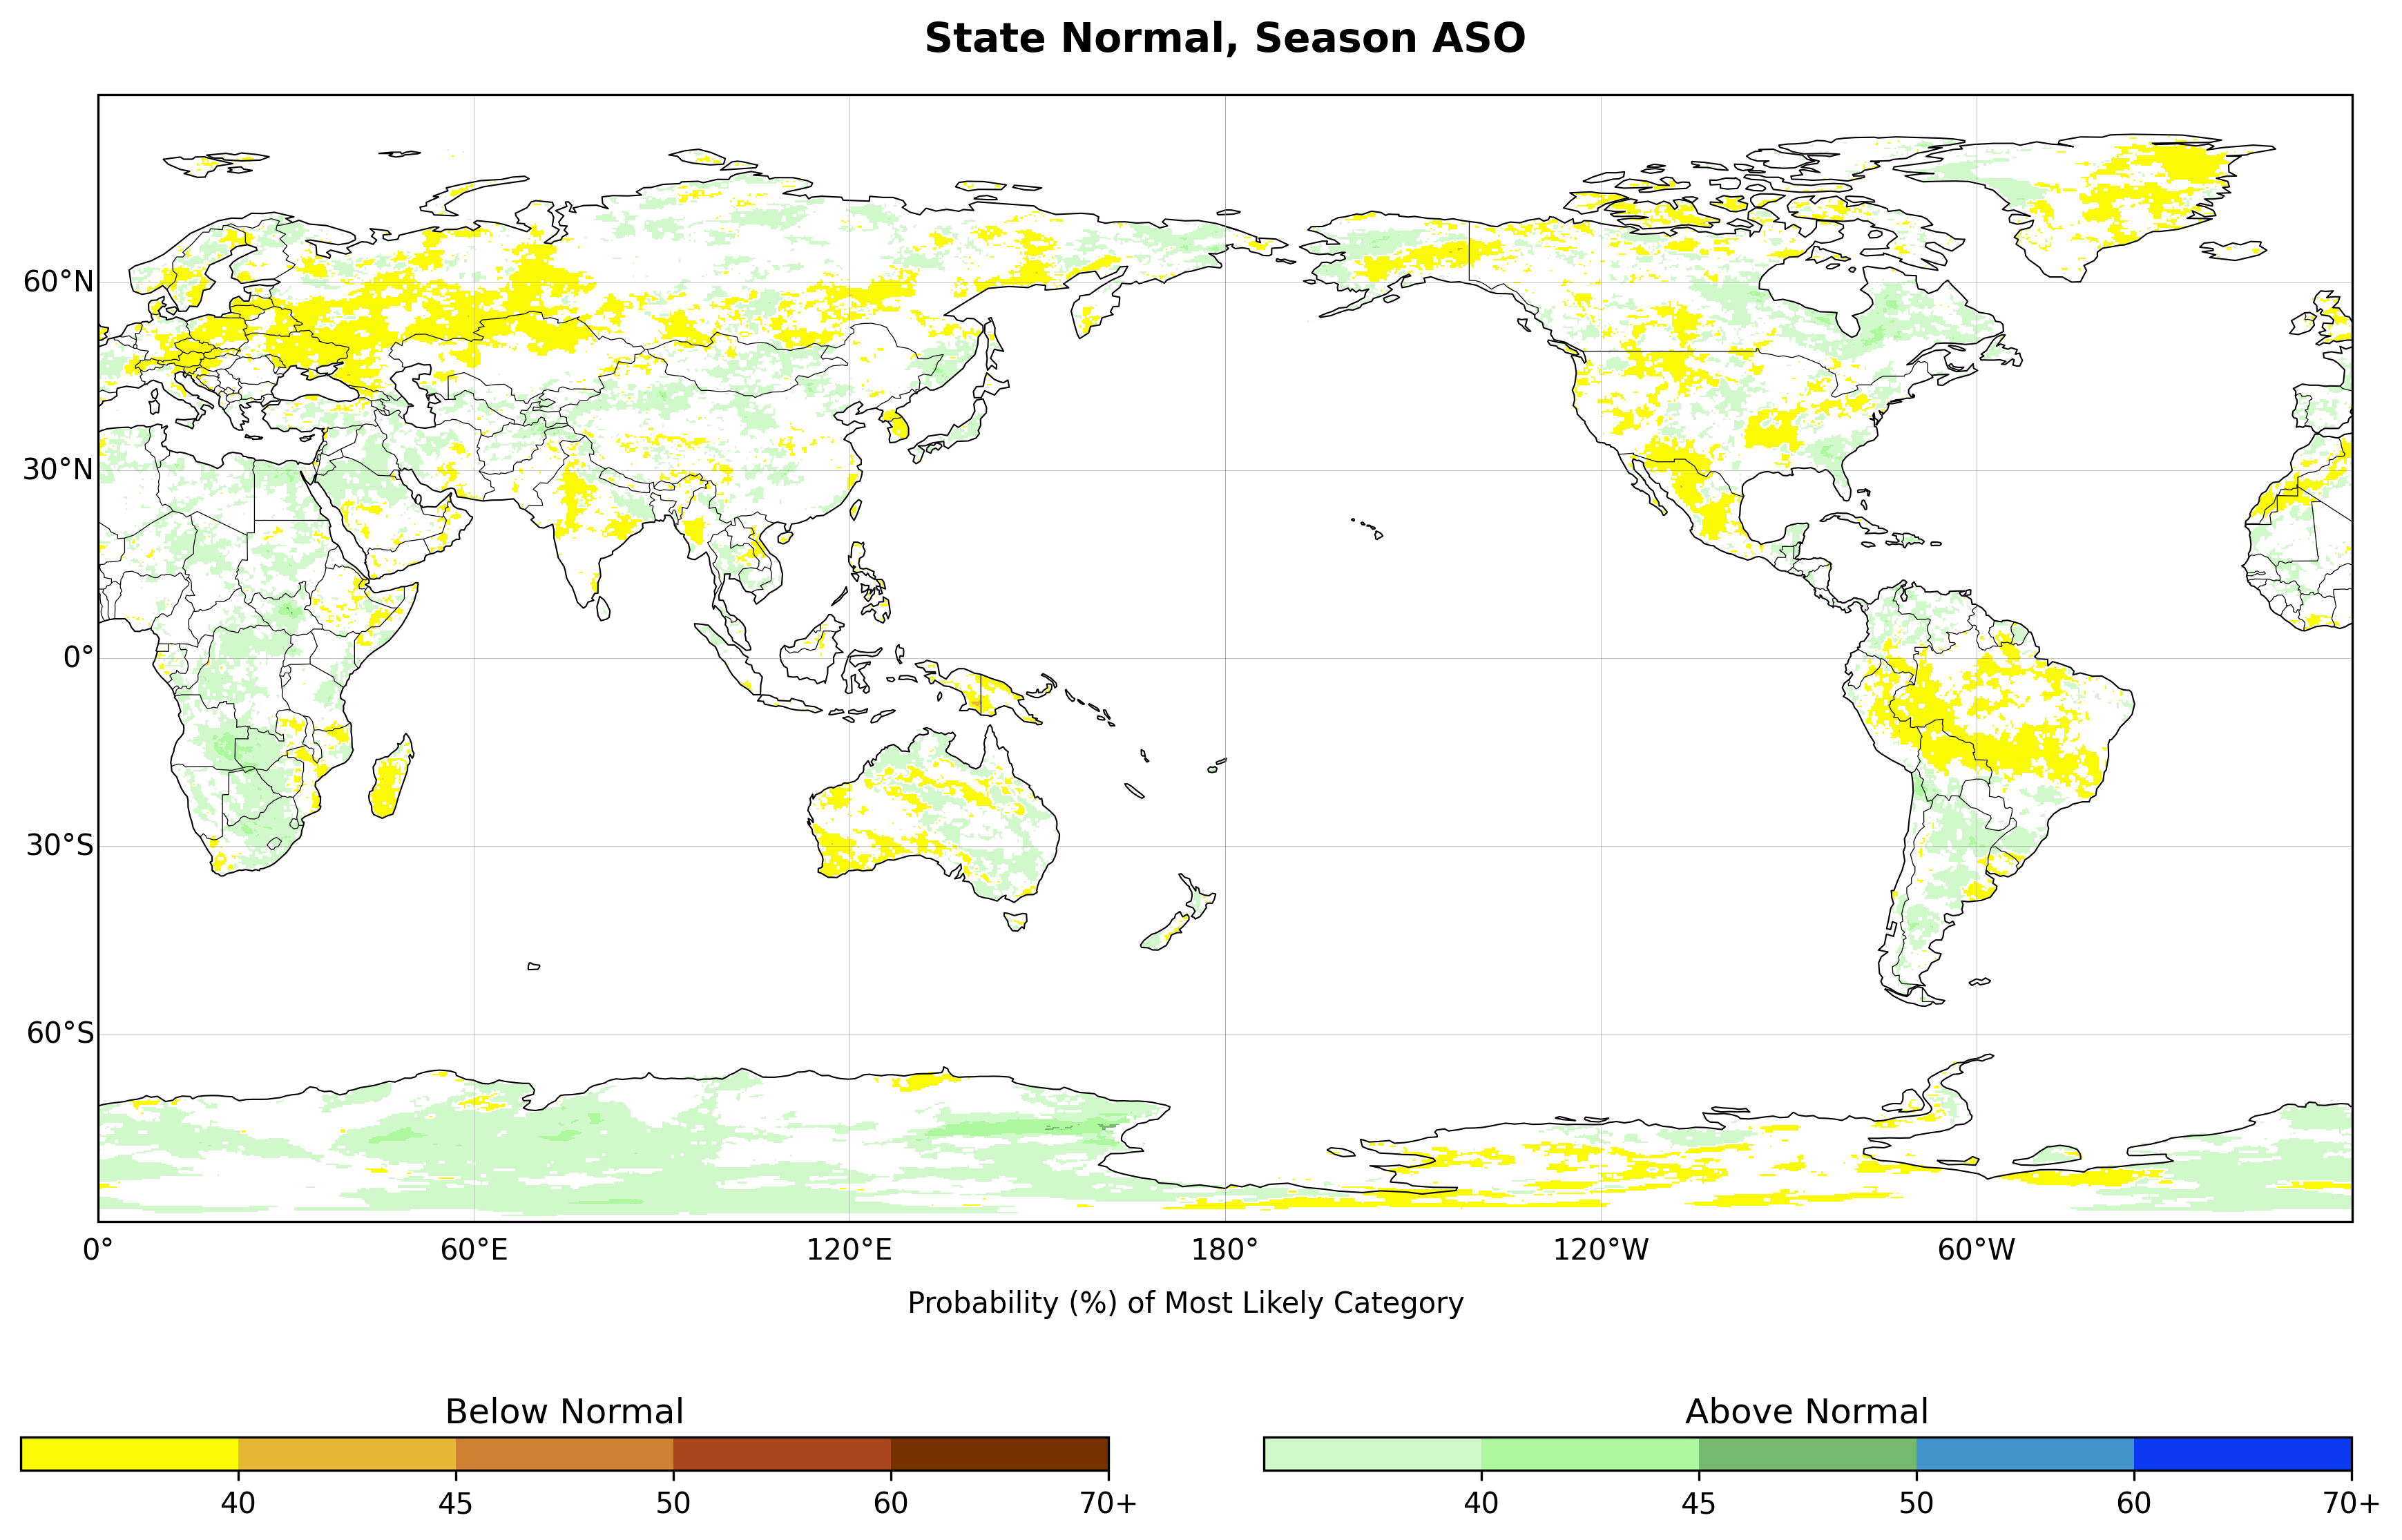 State Normal, Season ASO
60°N
30°N
0°
30°S
60°S
0° 60°E 120°E 180° 120°W 60°W
Probability (%) of Most Likely Category
Below Normal Above Normal
40 45 50 60 70+ 40 45 50 60 70+